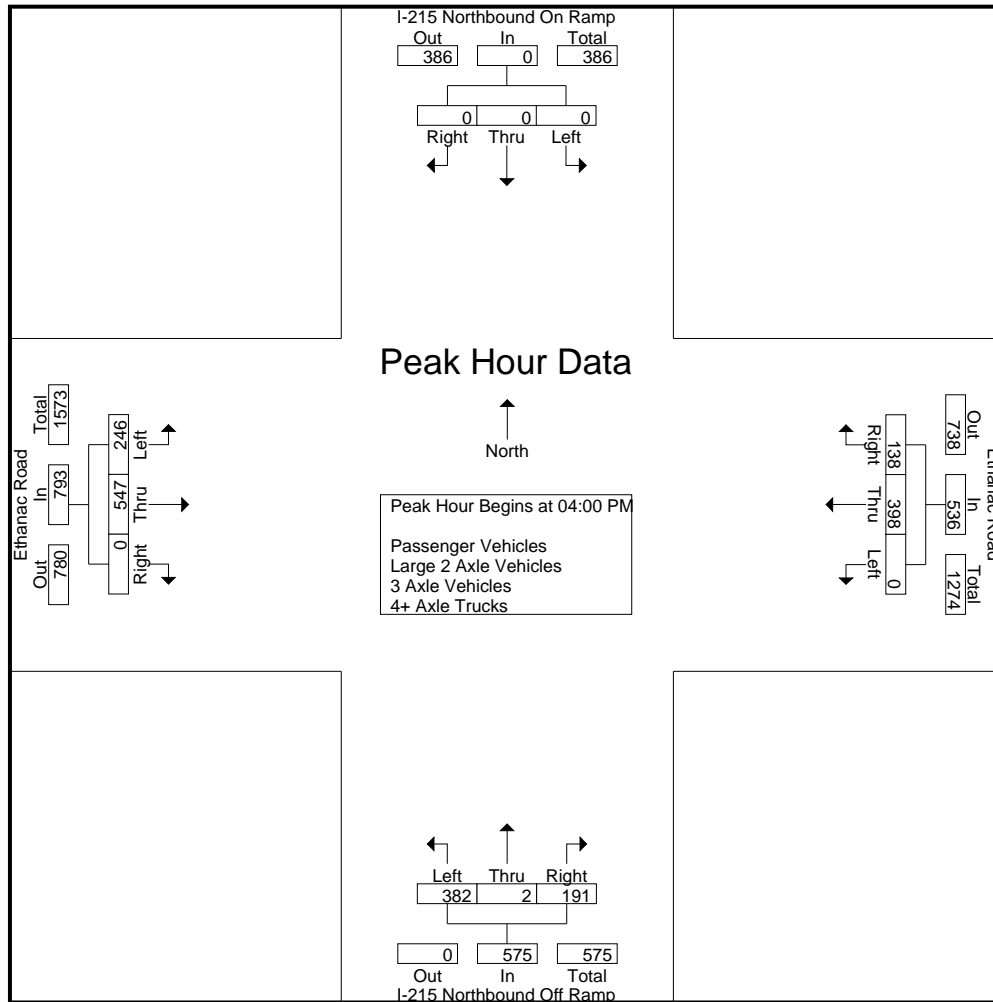 I-215 Northbound On Ramp
Out In Total
386 0 386
0 0 0
Right Thru Left
Peak Hour Data
North
Peak Hour Begins at 04:00 PM
Passenger Vehicles
Large 2 Axle Vehicles
3 Axle Vehicles
4+ Axle Trucks
Ethanac Road
Out In Total
780 793 1573
Right Thru Left
0 547 246
Ethanac Road
Out In Total
738 536 1274
138 398 0
Right Thru Left
Left Thru Right
382 2 191
0 575 575
Out In Total
I-215 Northbound Off Ramp